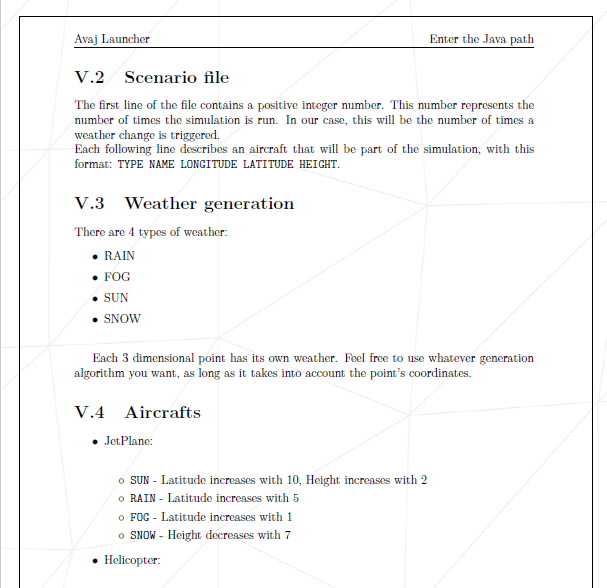 Avaj Launcher Enter the Java path
V.2 Scenario file
The first line of the file contains a positive integer number. This number represents the
number of times the simulation is run. In our case, this will be the number of times a
weather change is triggered.
Each following line describes an aircraft that will be part of the simulation, with this
format: TYPE NAME LONGITUDE LATITUDE HEIGHT.
V.3 Weather generation
There are 4 types of weather:
• RAIN
• FOG
• SUN
• SNOW
Each 3 dimensional point has its own weather. Feel free to use whatever generation
algorithm you want, as long as it takes into account the point's coordinates.
V.4 Aircrafts
• JetPlane:
○ SUN - Latitude increases with 10, Height increases with 2
○ RAIN - Latitude increases with 5
○ FOG - Latitude increases with 1
○ SNOW - Height decreases with 7
• Helicopter: